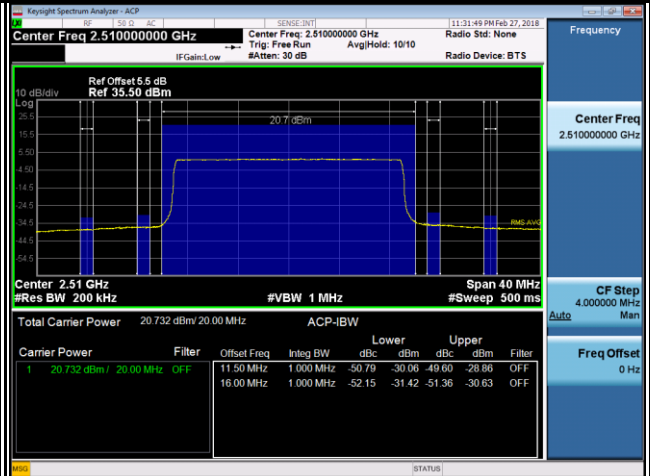 Keysight Spectrum Analyzer - ACP
RF 50 Ω AC SENSE:INT 11:31:49 PM Feb 27, 2018
Center Freq 2.510000000 GHz
Center Freq: 2.510000000 GHz Radio Std: None
Trig: Free Run Avg|Hold: 10/10
IFGain:Low #Atten: 30 dB Radio Device: BTS
Frequency
Ref Offset 5.5 dB
10 dB/div Ref 35.50 dBm
Log
20.7 dBm
25.5
15.5
5.50
-4.50
-14.5
-24.5
-34.5
RMS AVG
-44.5
-54.5
Center 2.51 GHz Span 40 MHz
#Res BW 200 kHz #VBW 1 MHz #Sweep 500 ms
Center Freq
2.510000000 GHz
CF Step
4.000000 MHz
Auto Man
Freq Offset
0 Hz
Total Carrier Power 20.732 dBm/ 20.00 MHz ACP-IBW
Lower Upper
Carrier Power Filter Offset Freq Integ BW dBc dBm dBc dBm Filter
1 20.732 dBm / 20.00 MHz OFF 11.50 MHz 1.000 MHz -50.79 -30.06 -49.60 -28.86 OFF
16.00 MHz 1.000 MHz -52.15 -31.42 -51.36 -30.63 OFF
MSG STATUS